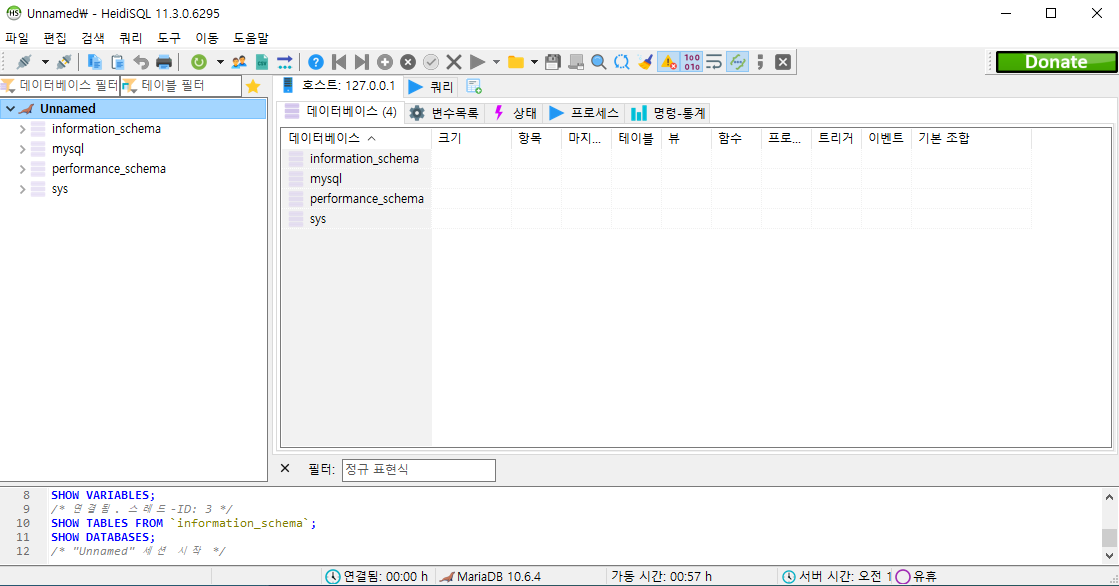 Unnamed₩ - HeidiSQL 11.3.0.6295
파일 편집 검색 쿼리 도구 이동 도움말
Donate
데이터베이스 필터 테이블 필터
호스트: 127.0.0.1 쿼리
Unnamed
information_schema
mysql
performance_schema
sys
데이터베이스 (4) 변수목록 상태 프로세스 명령-통계
데이터베이스 크기 항목 마지... 테이블 뷰 함수 프로... 트리거 이벤트 기본 조합
information_schema
mysql
performance_schema
sys
필터: 정규 표현식
8 SHOW VARIABLES;
9 /* 연결됨. 스레드-ID: 3 */
10 SHOW TABLES FROM `information_schema`;
11 SHOW DATABASES;
12 /* "Unnamed" 세션 시작 */
연결됨: 00:00 h MariaDB 10.6.4 가동 시간: 00:57 h 서버 시간: 오전 1 유휴